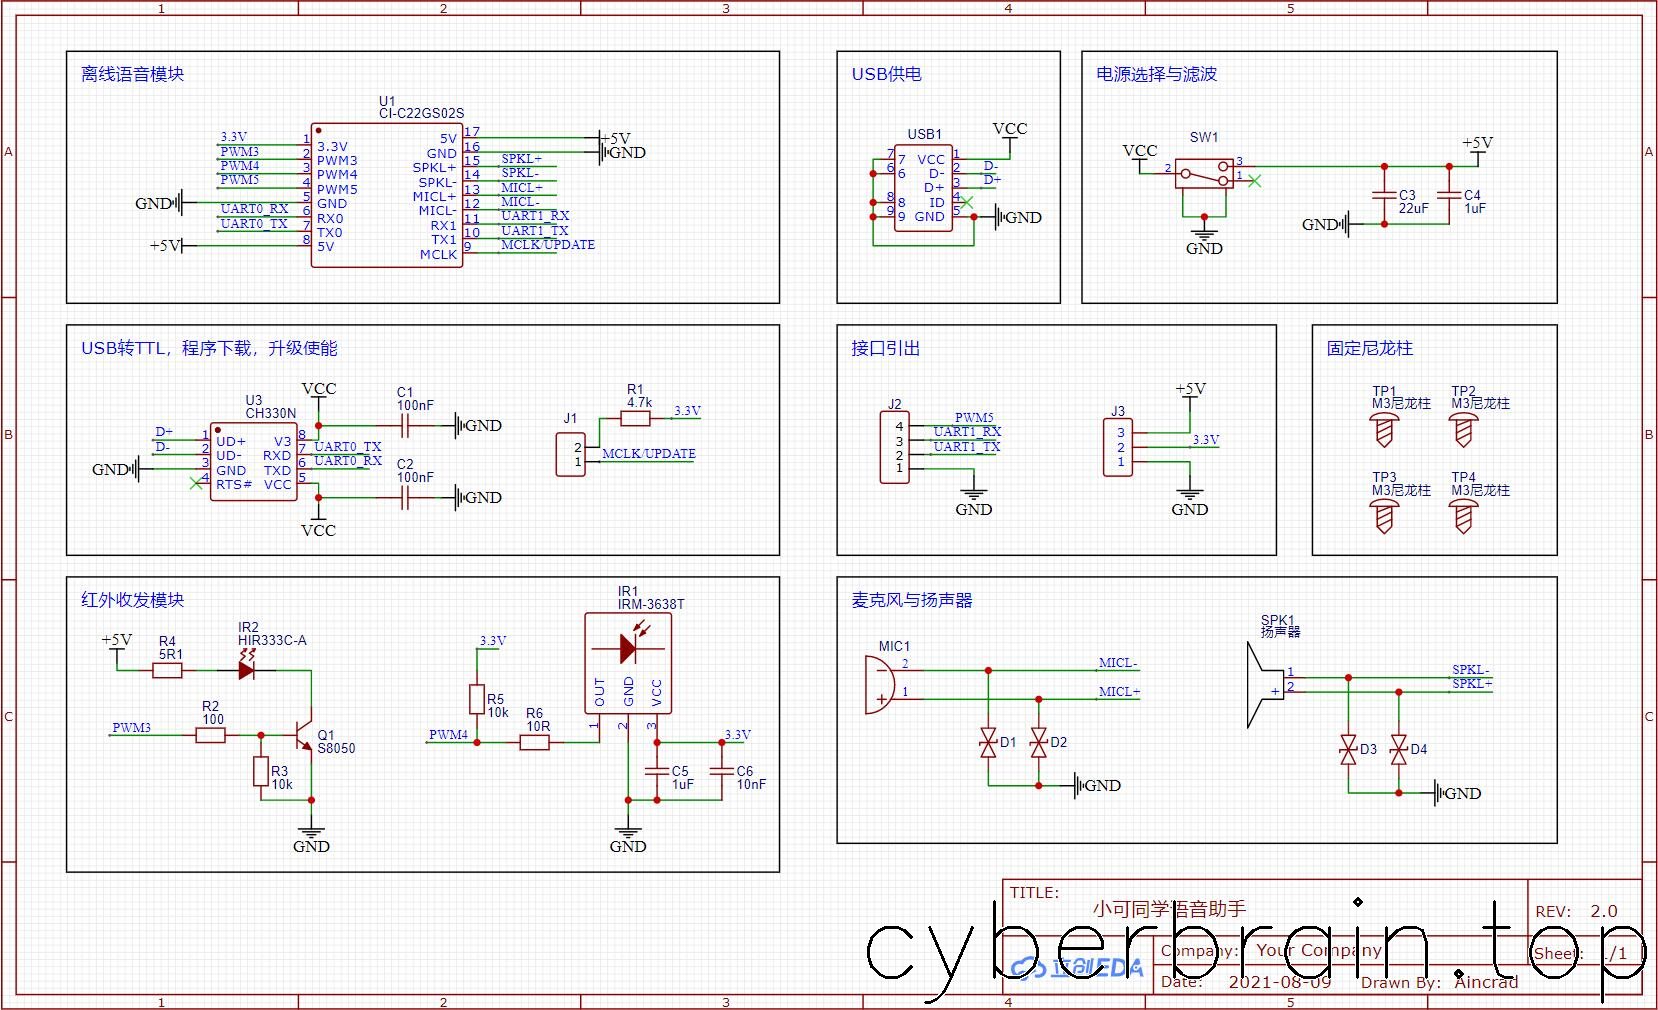 1 2 3 4 5
A
B
C
A
B
C
离线语音模块
U1
CI-C22GS02S
3.3V 1 3.3V
PWM3 2 PWM3
PWM4 3 PWM4
PWM5 4 PWM5
GND 5 GND
UART0_RX 6 RX0
UART0_TX 7 TX0
+5V 8 5V
5V 17 +5V
GND 16 GND
SPKL+ 15 SPKL+
SPKL- 14 SPKL-
MICL+ 13 MICL+
MICL- 12 MICL-
RX1 11 UART1_RX
TX1 10 UART1_TX
MCLK 9 MCLK/UPDATE
USB供电
USB1
VCC
7 7 VCC 1
6 6 D- 2 D-
D+ 3 D+
8 8 ID 4
9 9 GND 5 GND
电源选择与滤波
SW1
VCC
2
3
1
GND
+5V
C3
22uF
C4
1uF
GND
USB转TTL，程序下载，升级使能
U3
CH330N
VCC
D+ 1 UD+ V3 8
D- 2 UD- RXD 7 UART0_TX
GND 3 GND TXD 6 UART0_RX
4 RTS# VCC 5
VCC
C1
100nF
GND
C2
100nF
GND
J1
R1
4.7k
3.3V
2
1
MCLK/UPDATE
接口引出
J2
4 PWM5
3 UART1_RX
2 UART1_TX
1
GND
J3
+5V
3
2 3.3V
1
GND
固定尼龙柱
TP1
M3尼龙柱
TP2
M3尼龙柱
TP3
M3尼龙柱
TP4
M3尼龙柱
红外收发模块
+5V
R4
5R1
IR2
HIR333C-A
PWM3
R2
100
Q1
S8050
R3
10k
GND
3.3V
R5
10k
PWM4
R6
10R
IR1
IRM-3638T
OUT
GND
VCC
1
2
3
3.3V
C5
1uF
C6
10nF
GND
麦克风与扬声器
MIC1
2 MICL-
1 MICL+
D1
D2
GND
SPK1
扬声器
1 SPKL-
2 SPKL+
D3
D4
GND
TITLE:
小可同学语音助手
REV: 2.0
立创EDA
Company: Your Company
Sheet: /1
Date: 2021-08-09
Drawn By: Aincrad
cyberbrain.top
1 2 3 4 5